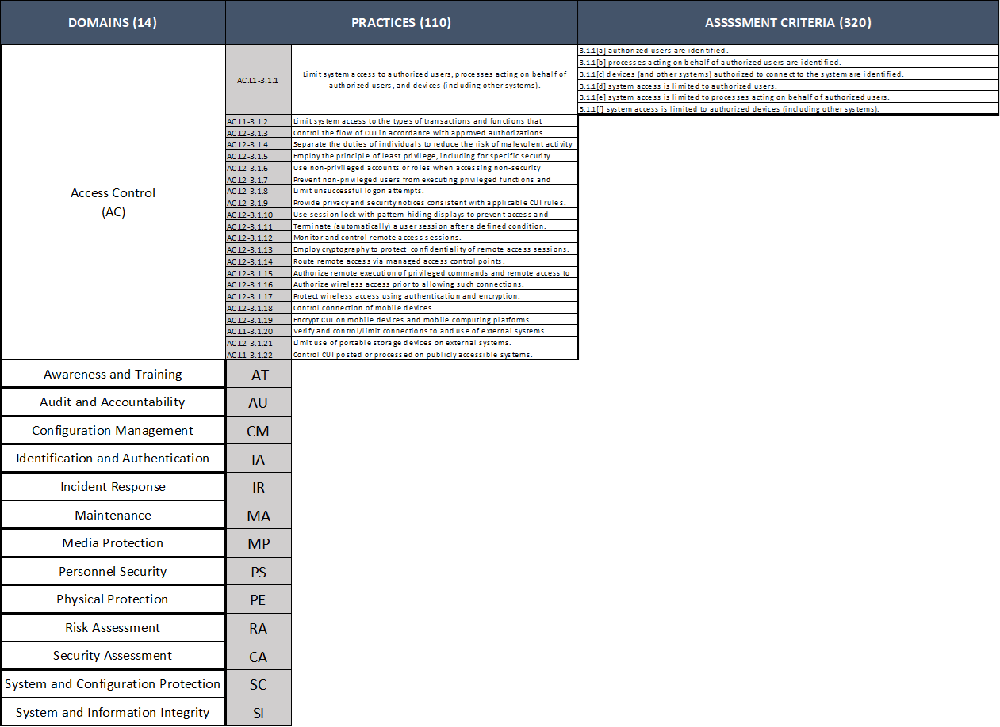 DOMAINS (14)
PRACTICES (110)
ASSSSMENT CRITERIA (320)
Access Control
(AC)
AC.L1-3.1.1
Limit system access to authorized users, processes acting on behalf of
authorized users, and devices (including other systems).
3.1.1[a] authorized users are identified.
3.1.1[b] processes acting on behalf of authorized users are identified.
3.1.1[c] devices (and other systems) authorized to connect to the system are identified.
3.1.1[d] system access is limited to authorized users.
3.1.1[e] system access is limited to processes acting on behalf of authorized users.
3.1.1[f] system access is limited to authorized devices (including other systems).
AC.L1-3.1.2 Limit system access to the types of transactions and functions that
AC.L2-3.1.3 Control the flow of CUI in accordance with approved authorizations.
AC.L2-3.1.4 Separate the duties of individuals to reduce the risk of malevolent activity
AC.L2-3.1.5 Employ the principle of least privilege, including for specific security
AC.L2-3.1.6 Use non-privileged accounts or roles when accessing non-security
AC.L2-3.1.7 Prevent non-privileged users from executing privileged functions and
AC.L2-3.1.8 Limit unsuccessful logon attempts.
AC.L2-3.1.9 Provide privacy and security notices consistent with applicable CUI rules.
AC.L2-3.1.10 Use session lock with pattern-hiding displays to prevent access and
AC.L2-3.1.11 Terminate (automatically) a user session after a defined condition.
AC.L2-3.1.12 Monitor and control remote access sessions.
AC.L2-3.1.13 Employ cryptography to protect confidentiality of remote access sessions.
AC.L2-3.1.14 Route remote access via managed access control points.
AC.L2-3.1.15 Authorize remote execution of privileged commands and remote access to
AC.L2-3.1.16 Authorize wireless access prior to allowing such connections.
AC.L2-3.1.17 Protect wireless access using authentication and encryption.
AC.L2-3.1.18 Control connection of mobile devices.
AC.L2-3.1.19 Encrypt CUI on mobile devices and mobile computing platforms
AC.L1-3.1.20 Verify and control/limit connections to and use of external systems.
AC.L2-3.1.21 Limit use of portable storage devices on external systems.
AC.L1-3.1.22 Control CUI posted or processed on publicly accessible systems.
Awareness and Training AT
Audit and Accountability AU
Configuration Management CM
Identification and Authentication IA
Incident Response IR
Maintenance MA
Media Protection MP
Personnel Security PS
Physical Protection PE
Risk Assessment RA
Security Assessment CA
System and Configuration Protection SC
System and Information Integrity SI